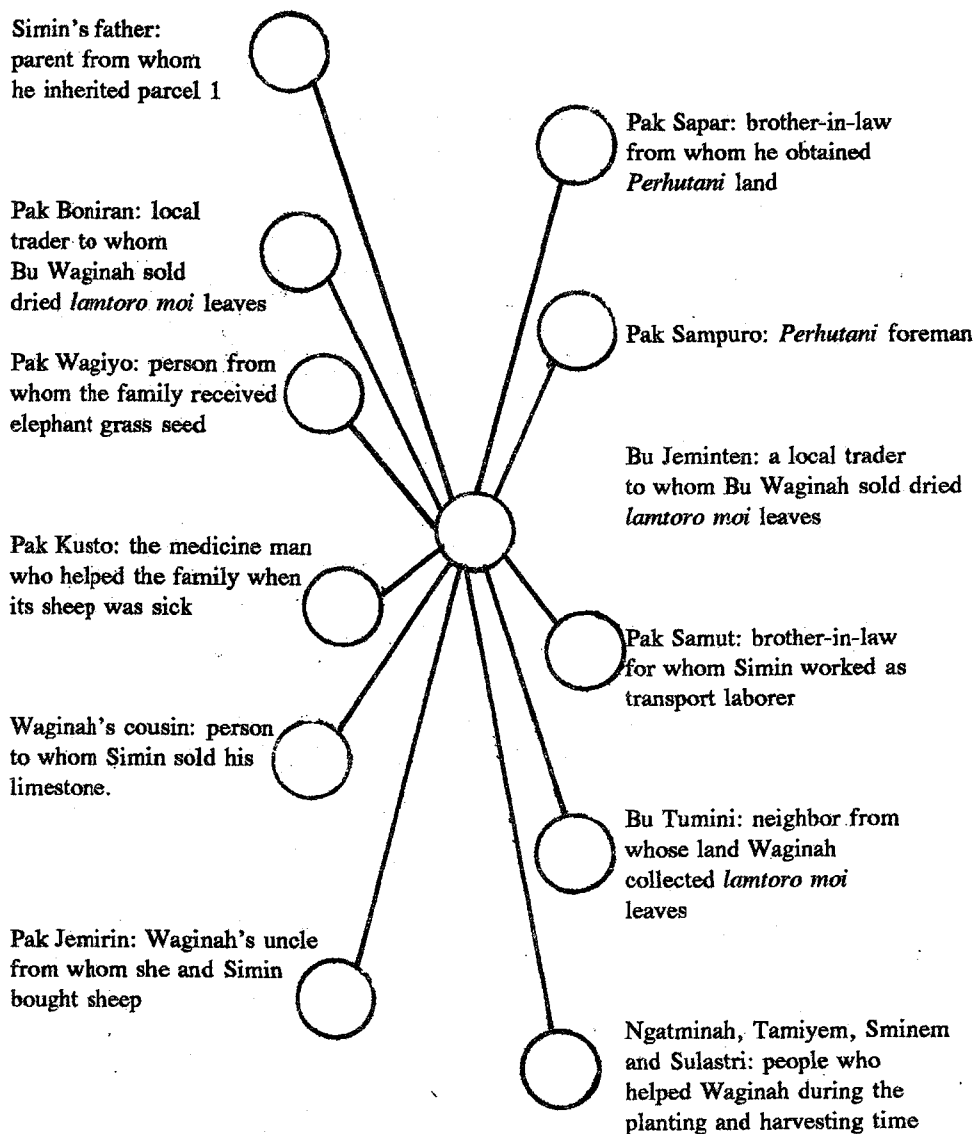 Simin's father:
parent from whom
he inherited parcel 1
Pak Boniran: local
trader to whom
Bu Waginah sold
dried lamtoro moi leaves
Pak Wagiyo: person from
whom the family received
elephant grass seed
Pak Kusto: the medicine man
who helped the family when
its sheep was sick
Waginah's cousin: person
to whom Simin sold his
limestone.
Pak Jemirin: Waginah's uncle
from whom she and Simin
bought sheep
Pak Sapar: brother-in-law
from whom he obtained
Perhutani land
Pak Sampuro: Perhutani foreman
Bu Jeminten: a local trader
to whom Bu Waginah sold dried
lamtoro moi leaves
Pak Samut: brother-in-law
for whom Simin worked as
transport laborer
Bu Tumini: neighbor from
whose land Waginah
collected lamtoro moi
leaves
Ngatminah, Tamiyem, Sminem
and Sulastri: people who
helped Waginah during the
planting and harvesting time